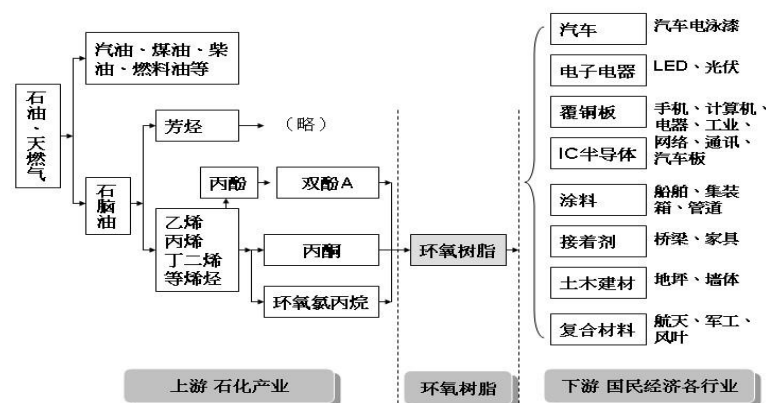 石油、天燃气
汽油、煤油、柴
油、燃料油等
石脑油
芳烃
（略）
乙烯
丙烯
丁二烯
等烯烃
丙酚
双酚A
丙酮
环氧氯丙烷
环氧树脂
汽车
汽车电泳漆
电子电器
LED、光伏
覆铜板
手机、计算机、
电器、工业、
IC半导体
网络、通讯、
汽车板
涂料
船舶、集装
箱、管道
接着剂
桥梁、家具
土木建材
地坪、墙体
复合材料
航天、军工、
风叶
上游 石化产业
环氧树脂
下游 国民经济各行业